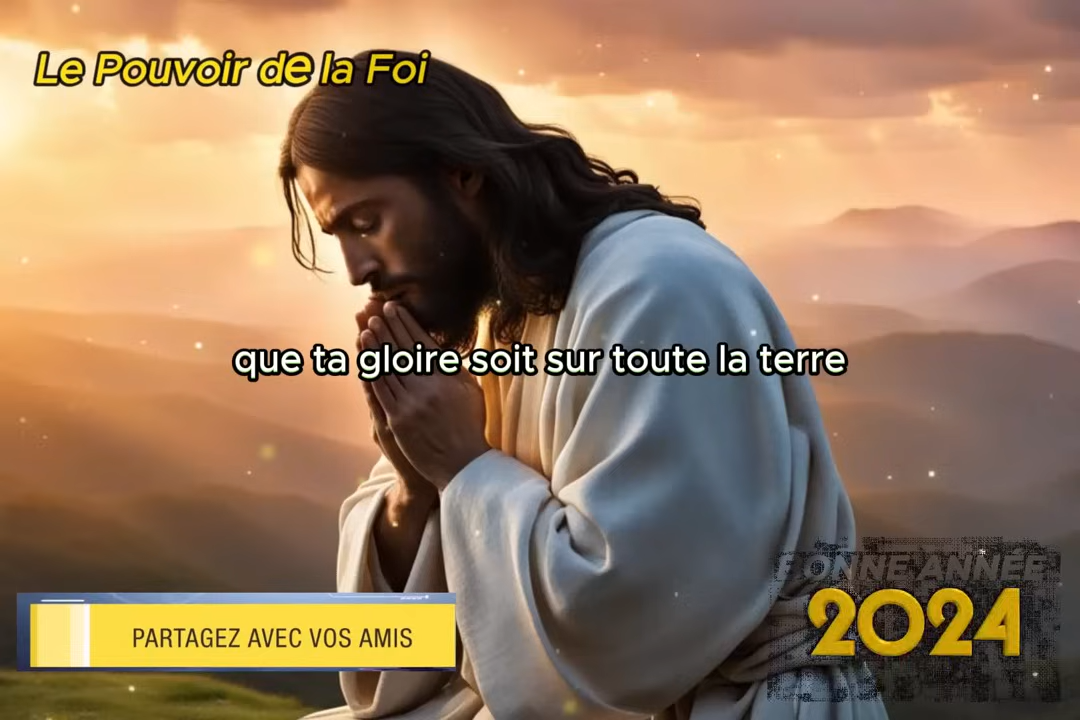 Le Pouvoir de la Foi
que ta gloire soit sur toute la terre
PARTAGEZ AVEC VOS AMIS
BONNE ANNÉE
2024